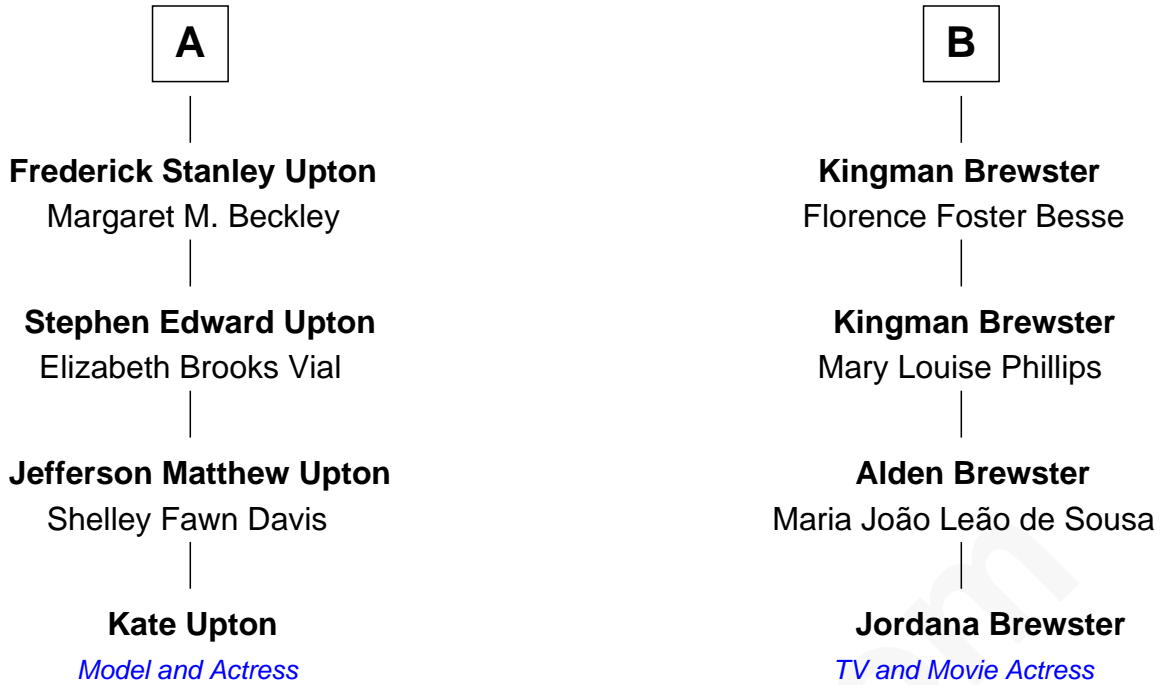 A
B
Frederick Stanley Upton
Margaret M. Beckley
Kingman Brewster
Florence Foster Besse
Stephen Edward Upton
Elizabeth Brooks Vial
Kingman Brewster
Mary Louise Phillips
Jefferson Matthew Upton
Shelley Fawn Davis
Alden Brewster
Maria João Leão de Sousa
Kate Upton
Model and Actress
Jordana Brewster
TV and Movie Actress